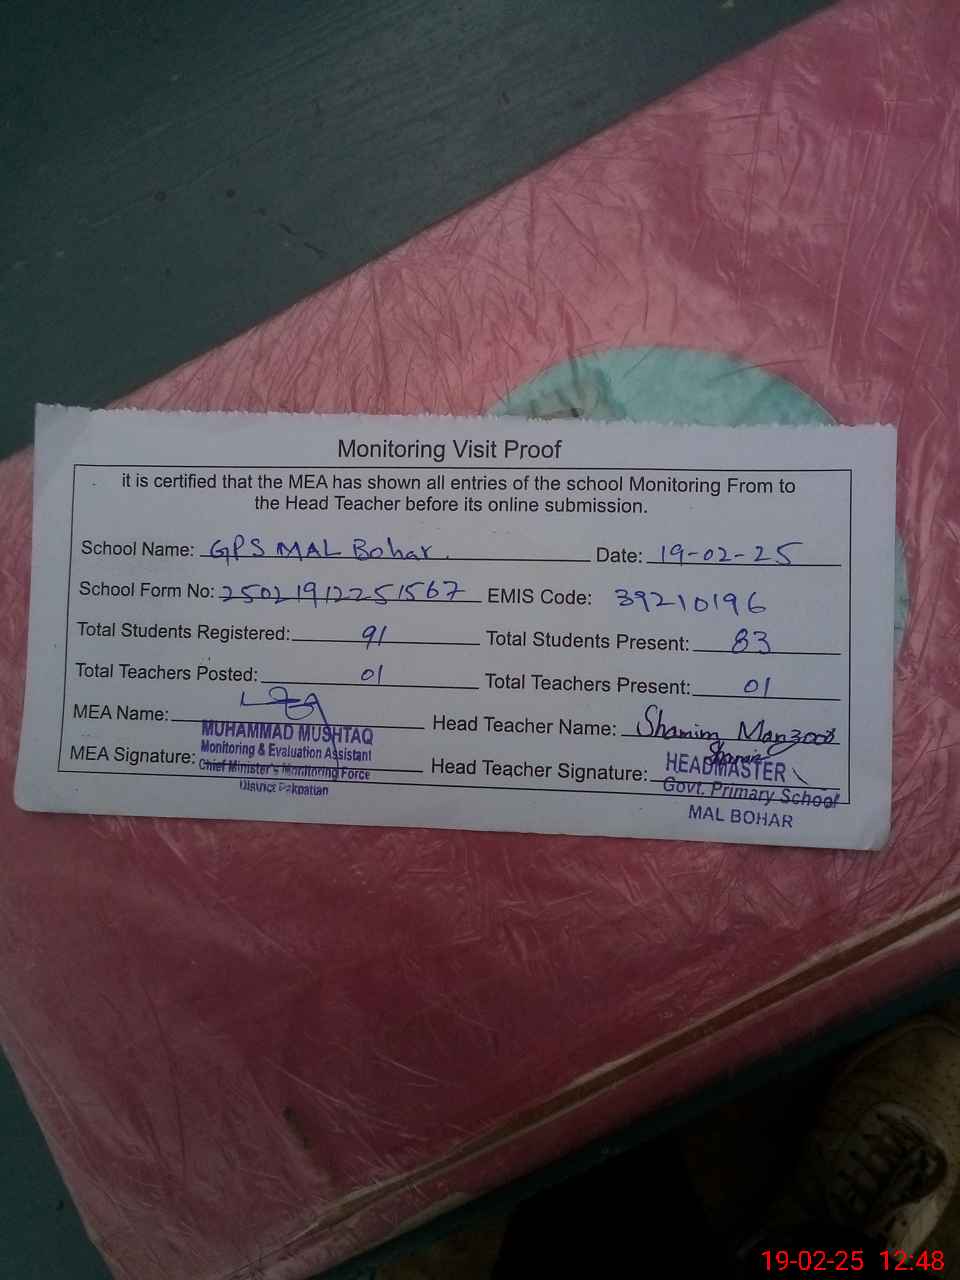 Monitoring Visit Proof
it is certified that the MEA has shown all entries of the school Monitoring From to
the Head Teacher before its online submission.
School Name: GPS MAL Bohar. Date: 19-02-25
School Form No: 25021912251567 EMIS Code: 39210196
Total Students Registered: 91 Total Students Present: 83
Total Teachers Posted: 01 Total Teachers Present: 01
MEA Name: Head Teacher Name: Shamim Manzoor
MUHAMMAD MUSHTAQ
Monitoring & Evaluation Assistant
Chief Minister's Monitoring Force
District Pakpatian
MEA Signature: Head Teacher Signature: Shamim
HEADMASTER
Govt. Primary School
MAL BOHAR
19-02-25 12:48